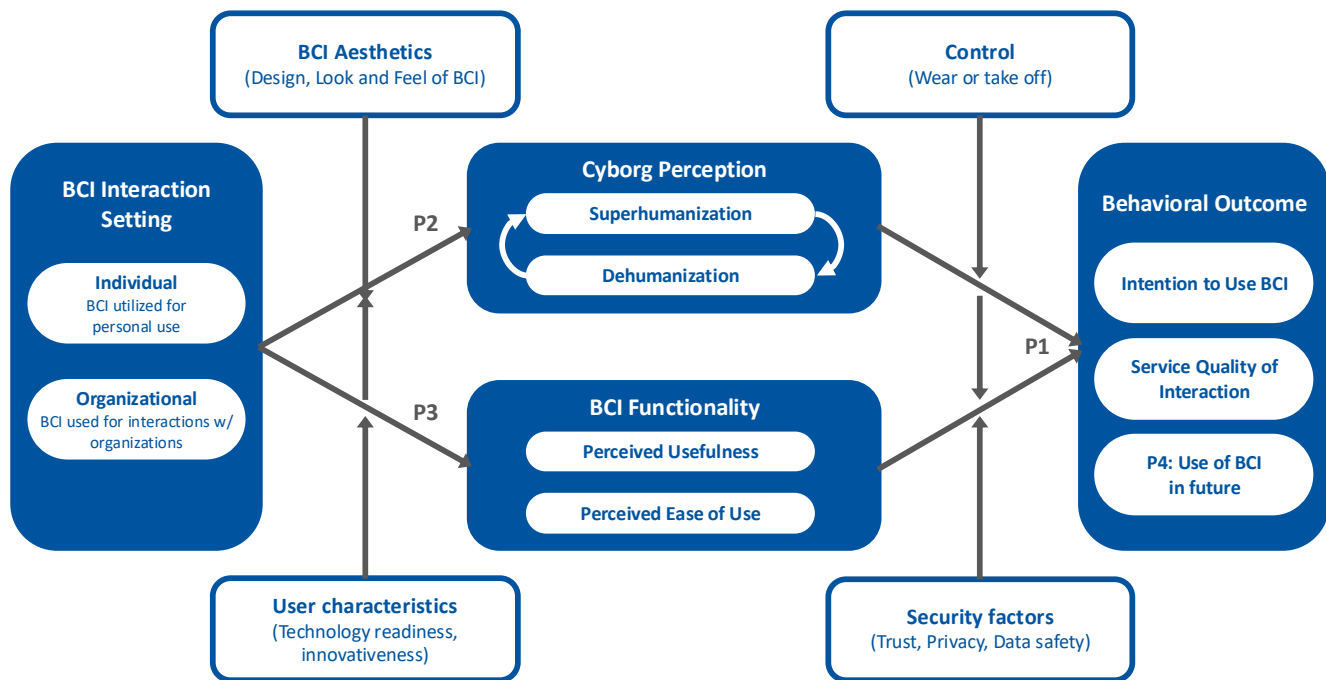 BCI Aesthetics
(Design, Look and Feel of BCI)
Control
(Wear or take off)
BCI Interaction
Setting
Individual
BCI utilized for
personal use
Organizational
BCI used for interactions w/
organizations
P2
P3
Cyborg Perception
Superhumanization
Dehumanization
BCI Functionality
Perceived Usefulness
Perceived Ease of Use
P1
Behavioral Outcome
Intention to Use BCI
Service Quality of
Interaction
P4: Use of BCI
in future
User characteristics
(Technology readiness,
innovativeness)
Security factors
(Trust, Privacy, Data safety)